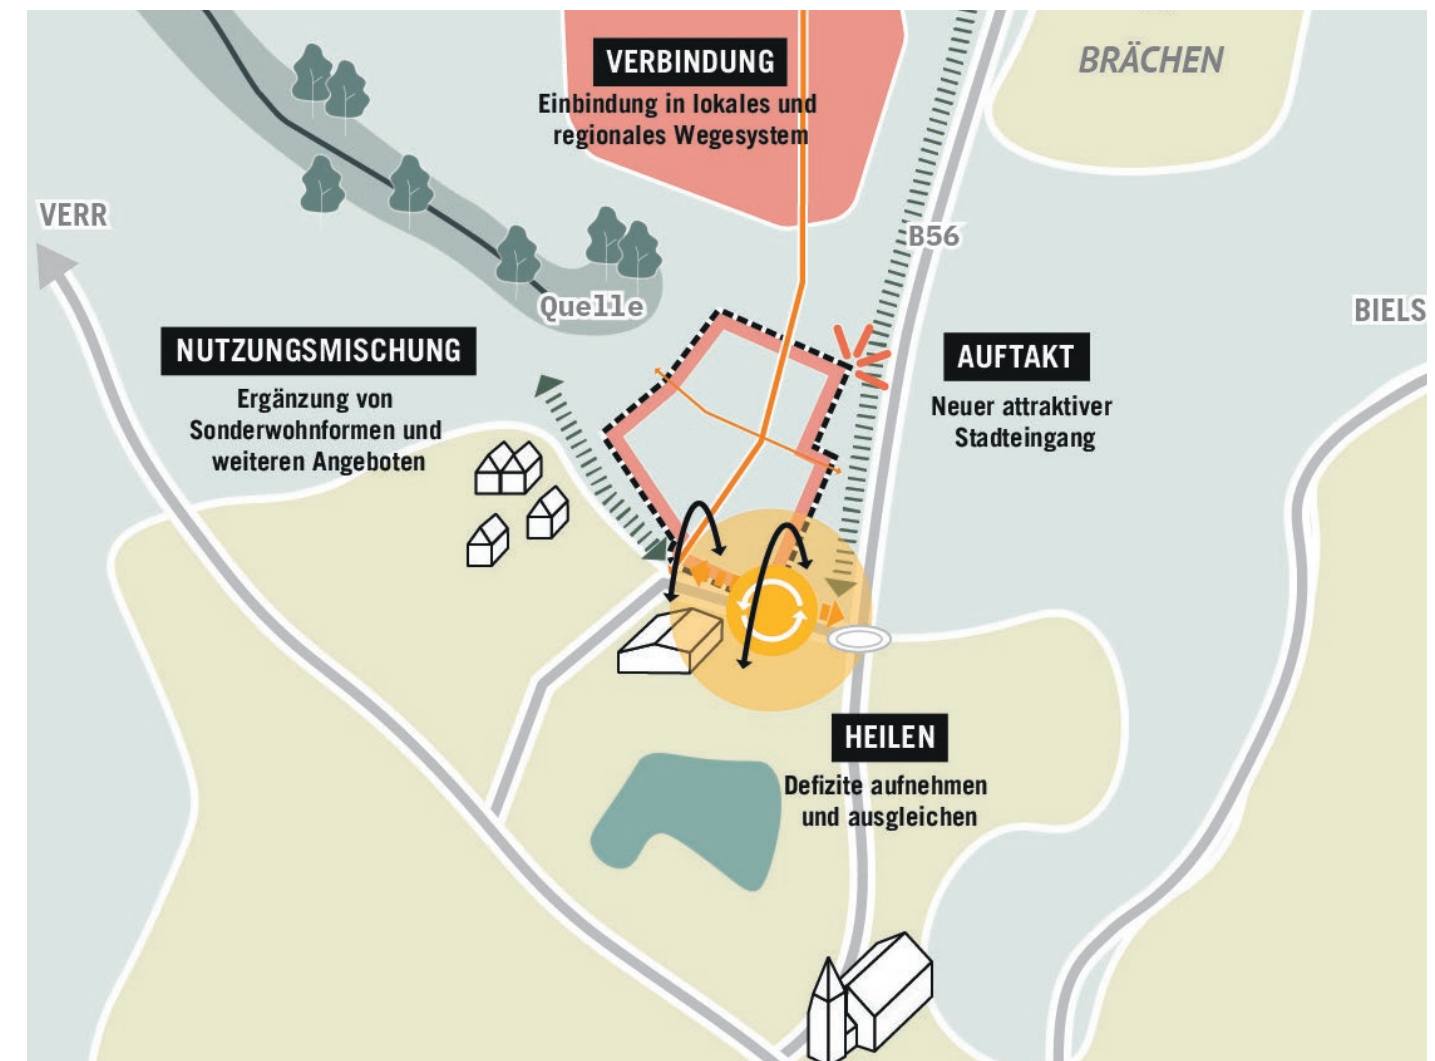 VERBINDUNG
Einbindung in lokales und
regionales Wegesystem
BRÄCHEN
VERR
B56
Quelle
BIELS
NUTZUNGSMISCHUNG
Ergänzung von
Sonderwohnformen und
weiteren Angeboten
AUFTAKT
Neuer attraktiver
Stadteingang
HEILEN
Defizite aufnehmen
und ausgleichen